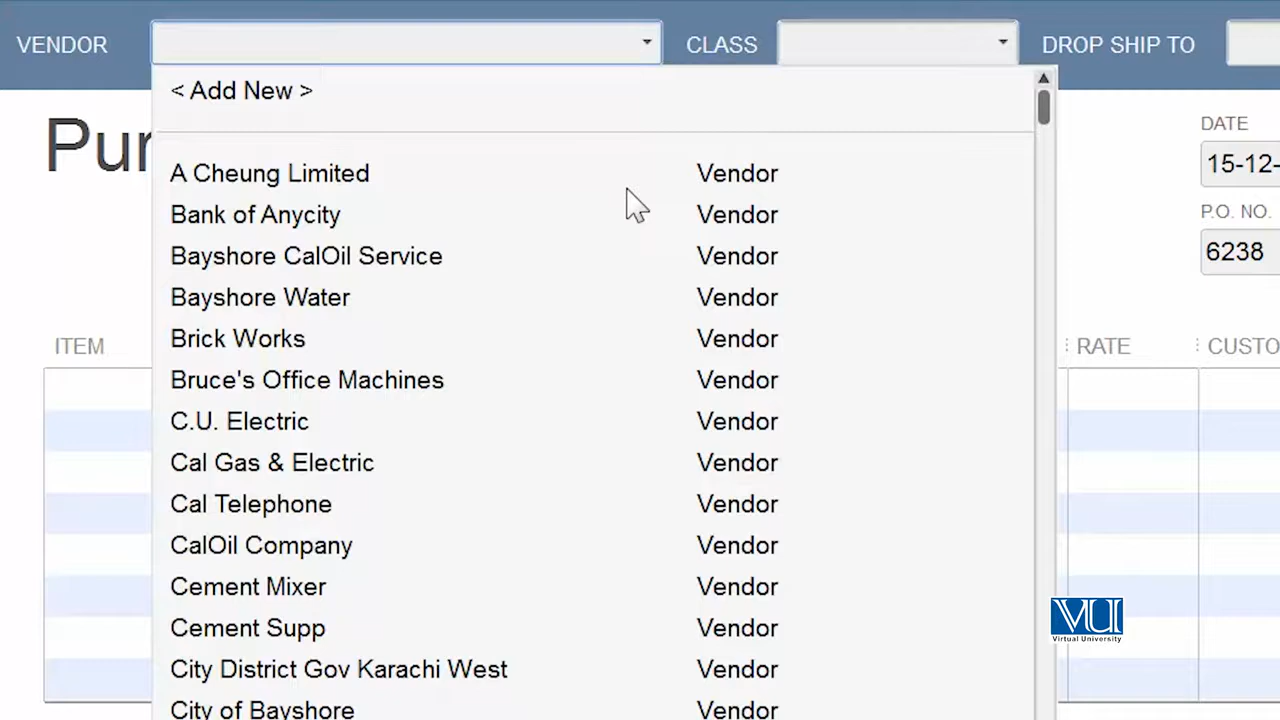 VENDOR CLASS DROP SHIP TO
< Add New >
DATE
15-12-
P.O. NO.
6238
Pur
A Cheung Limited Vendor
Bank of Anycity Vendor
Bayshore CalOil Service Vendor
Bayshore Water Vendor
Brick Works Vendor
ITEM RATE CUSTO
Bruce's Office Machines Vendor
C.U. Electric Vendor
Cal Gas & Electric Vendor
Cal Telephone Vendor
CalOil Company Vendor
Cement Mixer Vendor
Cement Supp Vendor
City District Gov Karachi West Vendor
City of Bayshore Vendor
VU
Virtual University